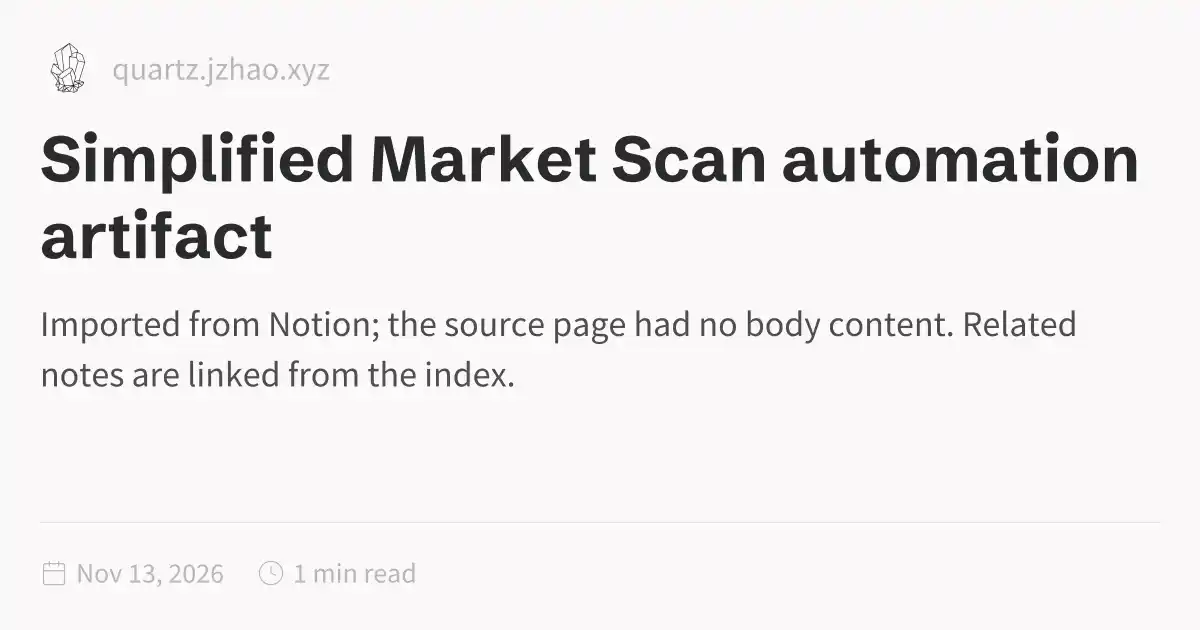 quartz.jzhao.xyz
Simplified Market Scan automation
artifact
Imported from Notion; the source page had no body content. Related
notes are linked from the index.
Nov 13, 2026
1 min read